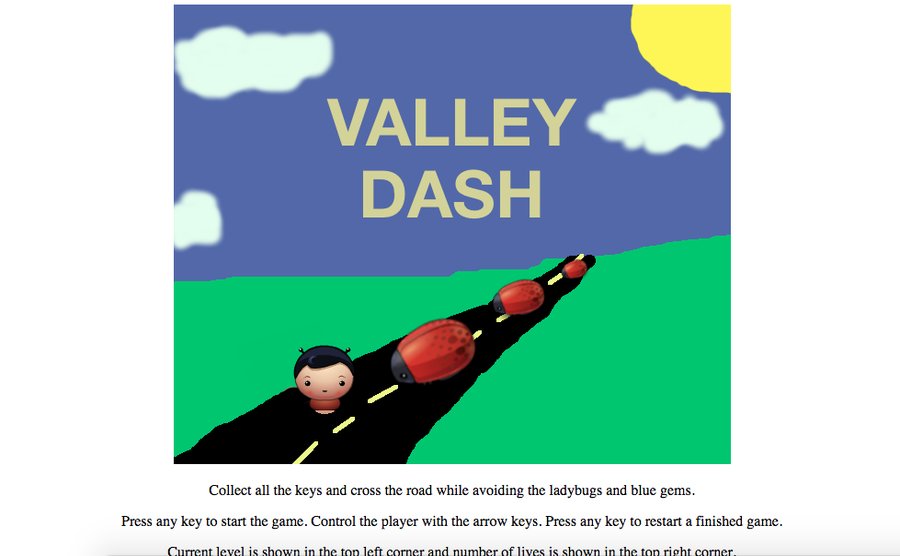 VALLEY
DASH
Collect all the keys and cross the road while avoiding the ladybugs and blue gems.
Press any key to start the game. Control the player with the arrow keys. Press any key to restart a finished game.
Current level is shown in the top left corner and number of lives is shown in the top right corner.